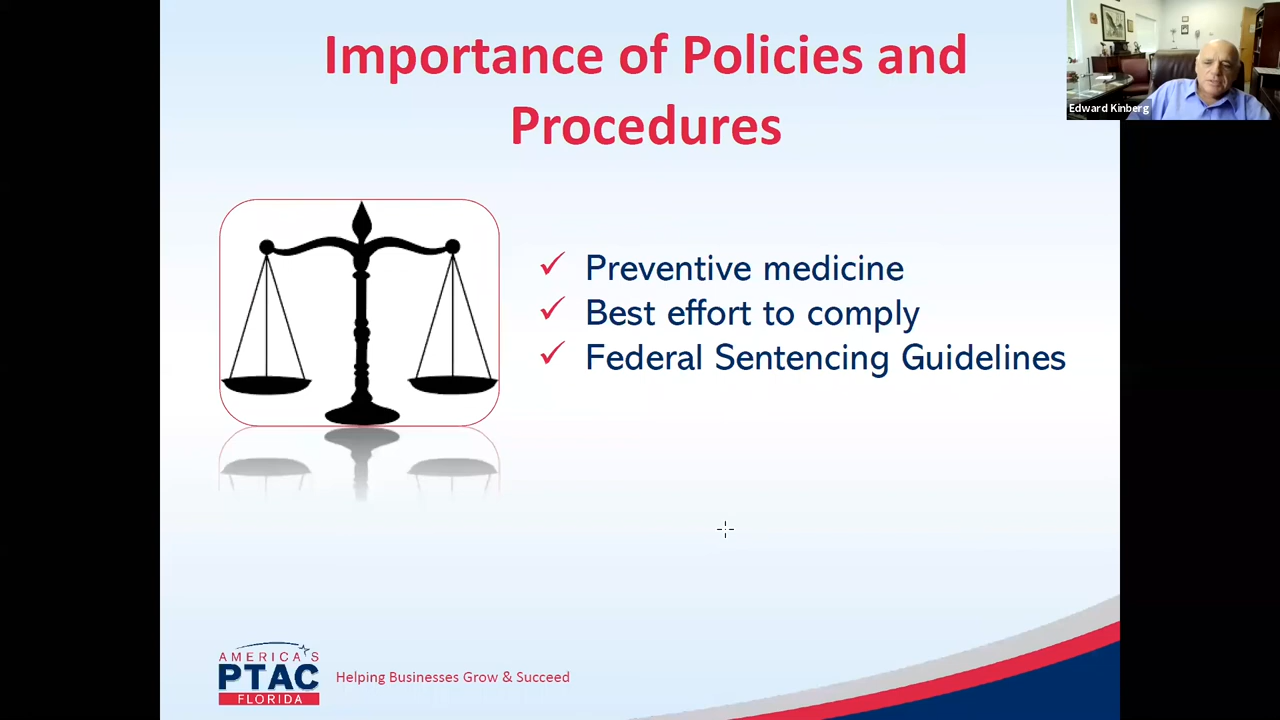 Importance of Policies and
Procedures
Edward Kinberg
✓ Preventive medicine
✓ Best effort to comply
✓ Federal Sentencing Guidelines
AMERICA'S
PTAC
FLORIDA
Helping Businesses Grow & Succeed